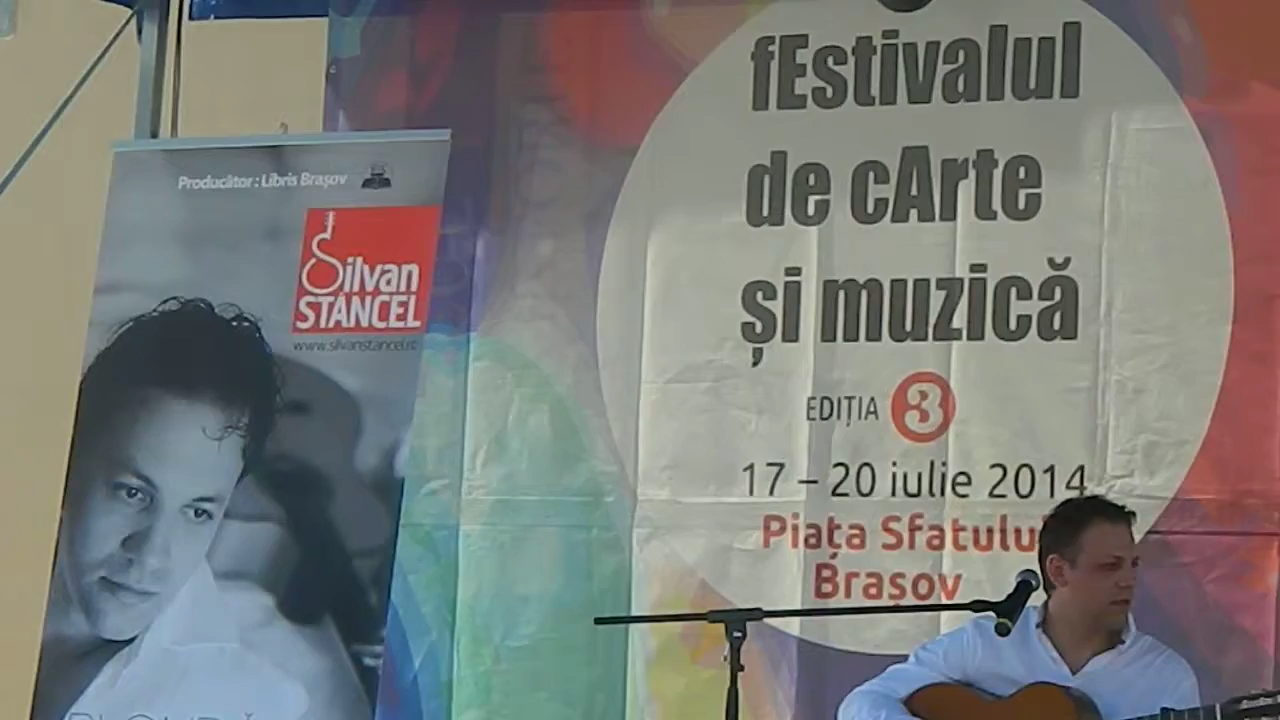 Producător: Libris Brașov
Silvan
STANCEL
www.silvanstancel.ro
fEstivalul
de cArte
și muzică
EDIȚIA 3
17 – 20 iulie 2014
Piața Sfatului
Brașov